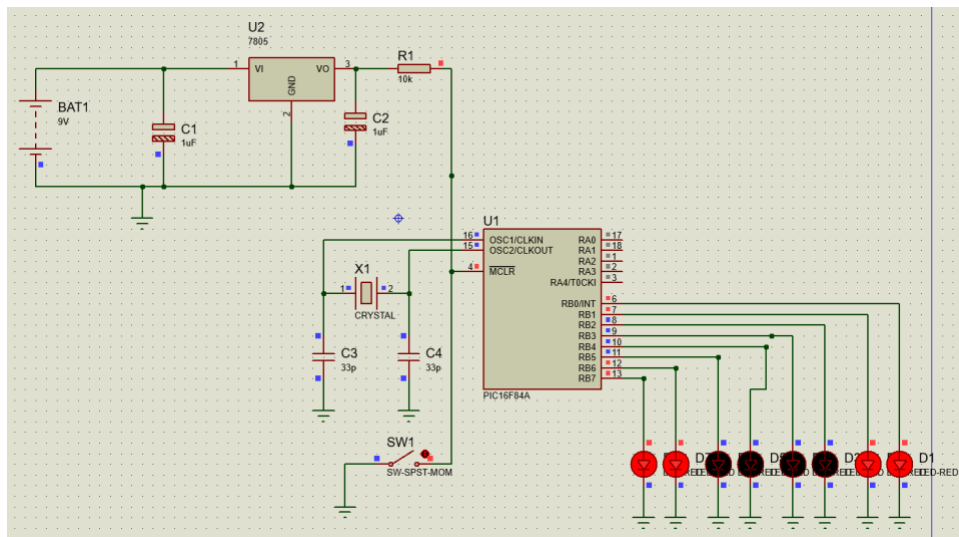 U2
7805
1
VI
VO
3
GND
2
R1
10k
BAT1
9V
C1
1uF
C2
1uF
U1
16
OSC1/CLKIN
15
OSC2/CLKOUT
4
MCLR
RA0
17
RA1
18
RA2
1
RA3
2
RA4/T0CKI
3
RB0/INT
6
RB1
7
RB2
8
RB3
9
RB4
10
RB5
11
RB6
12
RB7
13
PIC16F84A
X1
1
2
CRYSTAL
C3
33p
C4
33p
SW1
SW-SPST-MOM
D1
LED-RED